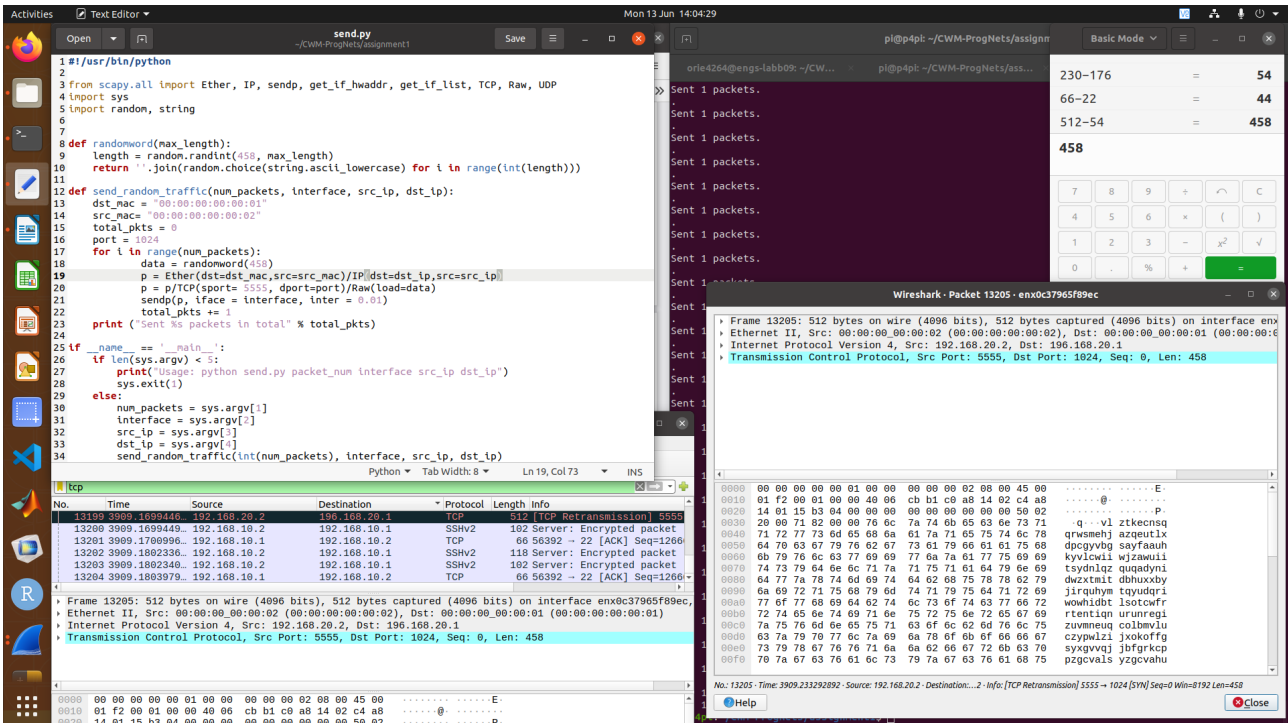 Activities Text Editor Mon 13 Jun 14:04:29
Open send.py Save
~/CWM-ProgNets/assignment1
1 #!/usr/bin/python
2
3 from scapy.all import Ether, IP, sendp, get_if_hwaddr, get_if_list, TCP, Raw, UDP
4 import sys
5 import random, string
6
7
8 def randomword(max_length):
9 length = random.randint(458, max_length)
10 return ''.join(random.choice(string.ascii_lowercase) for i in range(int(length)))
11
12 def send_random_traffic(num_packets, interface, src_ip, dst_ip):
13 dst_mac = "00:00:00:00:00:01"
14 src_mac= "00:00:00:00:00:02"
15 total_pkts = 0
16 port = 1024
17 for i in range(num_packets):
18 data = randomword(458)
19 p = Ether(dst=dst_mac,src=src_mac)/IP(dst=dst_ip,src=src_ip)
20 p = p/TCP(sport= 5555, dport=port)/Raw(load=data)
21 sendp(p, iface = interface, inter = 0.01)
22 total_pkts += 1
23 print ("Sent %s packets in total" % total_pkts)
24
25 if __name__ == '__main__':
26 if len(sys.argv) < 5:
27 print("Usage: python send.py packet_num interface src_ip dst_ip")
28 sys.exit(1)
29 else:
30 num_packets = sys.argv[1]
31 interface = sys.argv[2]
32 src_ip = sys.argv[3]
33 dst_ip = sys.argv[4]
34 send_random_traffic(int(num_packets), interface, src_ip, dst_ip)
Python Tab Width: 8 Ln 19, Col 73 INS
pi@p4pi: ~/CWM-ProgNets/assignm
orie4264@engs-labb09: ~/CW... pi@p4pi: ~/CWM-ProgNets/ass...
Sent 1 packets.
.
Sent 1 packets.
.
Sent 1 packets.
.
Sent 1 packets.
.
Sent 1 packets.
.
Sent 1 packets.
.
Sent 1 packets.
.
Sent 1 packets.
.
Sent 1 packets.
Sent 1
.
Sent 1
.
Sent 1
.
Sent 1
.
Sent 1
Basic Mode
230−176 = 54
66−22 = 44
512−54 = 458
458
7 8 9 ÷ C
4 5 6 × ( )
1 2 3 − x² √
0 . % + =
tcp
No. Time Source Destination Protocol Length Info
13199 3909.1699446… 192.168.20.2 196.168.20.1 TCP 512 [TCP Retransmission] 5555
13200 3909.1699449… 192.168.10.2 192.168.10.1 SSHv2 102 Server: Encrypted packet
13201 3909.1700996… 192.168.10.1 192.168.10.2 TCP 66 56392 → 22 [ACK] Seq=1266
13202 3909.1802336… 192.168.10.2 192.168.10.1 SSHv2 118 Server: Encrypted packet
13203 3909.1802340… 192.168.10.2 192.168.10.1 SSHv2 102 Server: Encrypted packet
13204 3909.1803979… 192.168.10.1 192.168.10.2 TCP 66 56392 → 22 [ACK] Seq=1266
Frame 13205: 512 bytes on wire (4096 bits), 512 bytes captured (4096 bits) on interface enx0c37965f89ec,
Ethernet II, Src: 00:00:00_00:00:02 (00:00:00:00:00:02), Dst: 00:00:00_00:00:01 (00:00:00:00:00:01)
Internet Protocol Version 4, Src: 192.168.20.2, Dst: 196.168.20.1
Transmission Control Protocol, Src Port: 5555, Dst Port: 1024, Seq: 0, Len: 458
0000 00 00 00 00 00 01 00 00 00 00 00 02 08 00 45 00 ········ ······E·
0010 01 f2 00 01 00 00 40 06 cb b1 c0 a8 14 02 c4 a8 ······@· ········
Wireshark · Packet 13205 · enx0c37965f89ec
Frame 13205: 512 bytes on wire (4096 bits), 512 bytes captured (4096 bits) on interface enx
Ethernet II, Src: 00:00:00_00:00:02 (00:00:00:00:00:02), Dst: 00:00:00_00:00:01 (00:00:00:0
Internet Protocol Version 4, Src: 192.168.20.2, Dst: 196.168.20.1
Transmission Control Protocol, Src Port: 5555, Dst Port: 1024, Seq: 0, Len: 458
0000 00 00 00 00 00 01 00 00 00 00 00 02 08 00 45 00 ········ ······E·
0010 01 f2 00 01 00 00 40 06 cb b1 c0 a8 14 02 c4 a8 ······@· ········
0020 14 01 15 b3 04 00 00 00 00 00 00 00 00 00 50 02 ········ ······P·
0030 20 00 71 82 00 00 76 6c 7a 74 6b 65 63 6e 73 71 ·q···vl ztkecnsq
0040 71 72 77 73 6d 65 68 6a 61 7a 71 65 75 74 6c 78 qrwsmehj azqeutlx
0050 64 70 63 67 79 76 62 67 73 61 79 66 61 61 75 68 dpcgyvbg sayfaauh
0060 6b 79 76 6c 63 77 69 69 77 6a 7a 61 77 75 69 69 kyvlcwii wjzawuii
0070 74 73 79 64 6e 6c 71 7a 71 75 71 61 64 79 6e 69 tsydnlqz quqadyni
0080 64 77 7a 78 74 6d 69 74 64 62 68 75 78 78 62 79 dwzxtmit dbhuxxby
0090 6a 69 72 71 75 68 79 6d 74 71 79 75 64 71 72 69 jirquhym tqyudqri
00a0 77 6f 77 68 69 64 62 74 6c 73 6f 74 63 77 66 72 wowhidbt lsotcwfr
00b0 72 74 65 6e 74 69 71 6e 75 72 75 6e 72 65 67 69 rtentiqn urunregi
00c0 7a 75 76 6d 6e 65 75 71 63 6f 6c 62 6d 76 6c 75 zuvmneuq colbmvlu
00d0 63 7a 79 70 77 6c 7a 69 6a 78 6f 6b 6f 66 66 67 czypwlzi jxokoffg
00e0 73 79 78 67 76 76 71 6a 6a 62 66 67 72 6b 63 70 syxgvvqj jbfgrkcp
00f0 70 7a 67 63 76 61 6c 73 79 7a 67 63 76 61 68 75 pzgcvals yzgcvahu
No.: 13205 · Time: 3909.233292892 · Source: 192.168.20.2 · Destination:…2 · Info: [TCP Retransmission] 5555 → 1024 [SYN] Seq=0 Win=8192 Len=458
Help Close